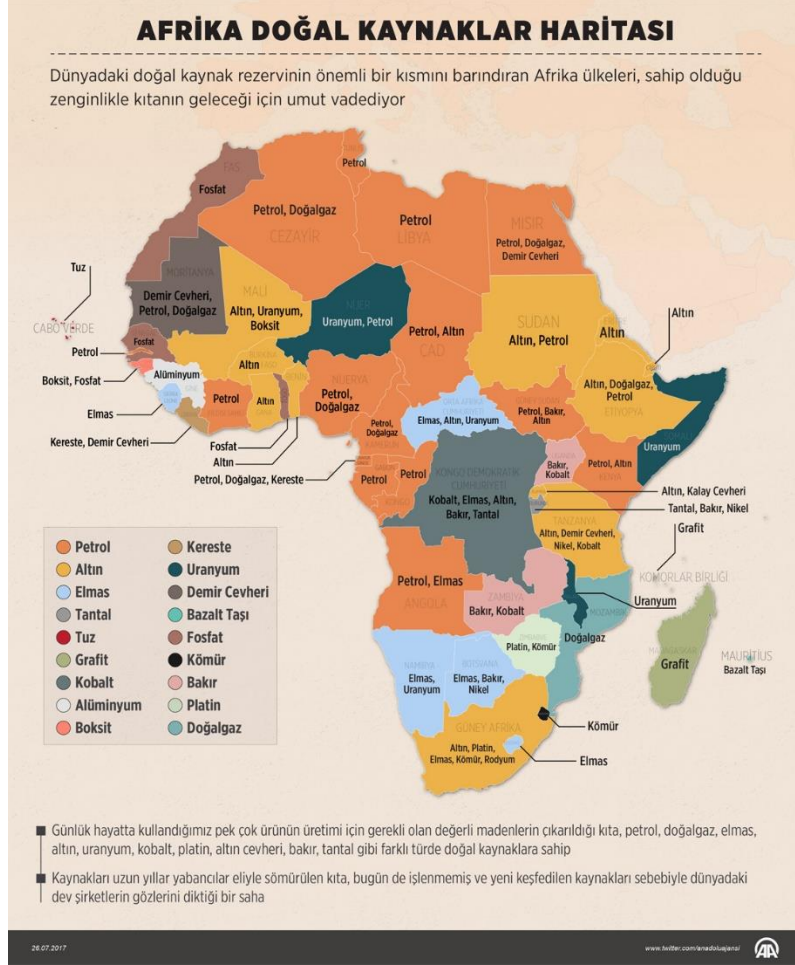 AFRİKA DOĞAL KAYNAKLAR HARİTASI
Dünyadaki doğal kaynak rezervinin önemli bir kısmını barındıran Afrika ülkeleri, sahip olduğu
zenginlikle kıtanın geleceği için umut vadediyor
FAS
Fosfat
Petrol
Petrol, Doğalgaz
CEZAYİR
Petrol
LİBYA
MISIR
Petrol, Doğalgaz,
Demir Cevheri
Tuz
CABO VERDE
MORİTANYA
Demir Cevheri,
Petrol, Doğalgaz
MALİ
Altın, Uranyum,
Boksit
Uranyum, Petrol
Petrol, Altın
ÇAD
SUDAN
Altın, Petrol
Altın
Altın
Fosfat
Petrol
Boksit, Fosfat
Alüminyum
Altın
Elmas
Petrol
Altın
Kereste, Demir Cevheri
Fosfat
Altın
Petrol, Doğalgaz, Kereste
Petrol,
Doğalgaz
Petrol,
Doğalgaz
Elmas, Altın, Uranyum
GÜNEY SUDAN
Petrol, Bakır,
Altın
Altın, Doğalgaz,
Petrol
ETİYOPYA
Uranyum
Petrol
Petrol
KONGO
KONGO DEMOKRATİK
CUMHURİYETİ
Kobalt, Elmas, Altın,
Bakır, Tantal
Bakır,
Kobalt
Petrol, Altın
KENYA
Altın, Kalay Cevheri
Tantal, Bakır, Nikel
TANZANYA
Altın, Demir Cevheri,
Nikel, Kobalt
Grafit
KOMORLAR BİRLİĞİ
Uranyum
Petrol, Elmas
ANGOLA
ZAMBİYA
Bakır, Kobalt
MOZAMBİK
Doğalgaz
Platin, Kömür
NAMİBYA
Elmas,
Uranyum
BOTSVANA
Elmas, Bakır,
Nikel
MADAGASKAR
Grafit
MAURİTİUS
Bazalt Taşı
GÜNEY AFRİKA
Altın, Platin,
Elmas, Kömür, Rodyum
Kömür
Elmas
Petrol
Altın
Elmas
Tantal
Tuz
Grafit
Kobalt
Alüminyum
Boksit
Kereste
Uranyum
Demir Cevheri
Bazalt Taşı
Fosfat
Kömür
Bakır
Platin
Doğalgaz
Günlük hayatta kullandığımız pek çok ürünün üretimi için gerekli olan değerli madenlerin çıkarıldığı kıta, petrol, doğalgaz, elmas,
altın, uranyum, kobalt, platin, altın cevheri, bakır, tantal gibi farklı türde doğal kaynaklara sahip
Kaynakları uzun yıllar yabancılar eliyle sömürülen kıta, bugün de işlenmemiş ve yeni keşfedilen kaynakları sebebiyle dünyadaki
dev şirketlerin gözlerini diktiği bir saha
26.07.2017
www.twitter.com/anadoluajansi
AA